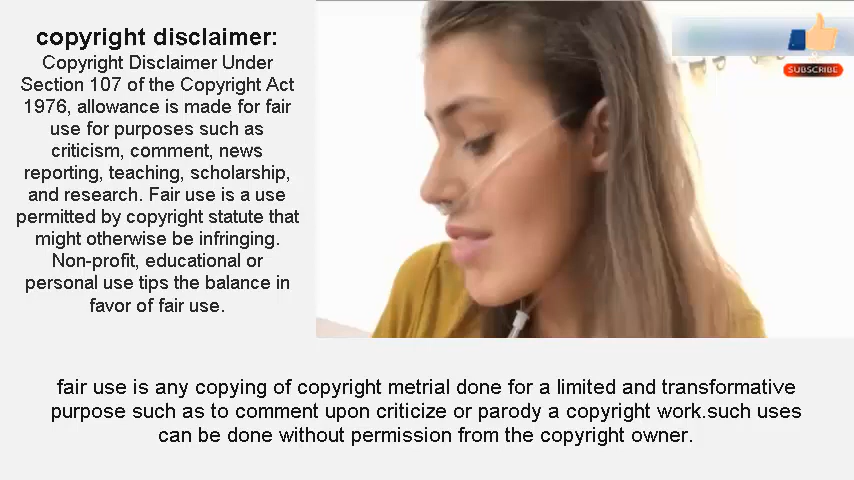 copyright disclaimer:
Copyright Disclaimer Under
Section 107 of the Copyright Act
1976, allowance is made for fair
use for purposes such as
criticism, comment, news
reporting, teaching, scholarship,
and research. Fair use is a use
permitted by copyright statute that
might otherwise be infringing.
Non-profit, educational or
personal use tips the balance in
favor of fair use.
SUBSCRIBE
fair use is any copying of copyright metrial done for a limited and transformative
purpose such as to comment upon criticize or parody a copyright work.such uses
can be done without permission from the copyright owner.